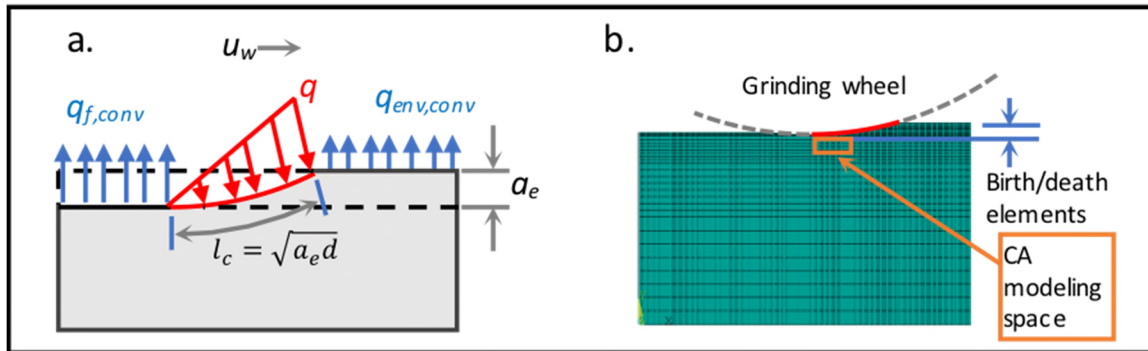 a.
u_w
q_f,conv
q
q_env,conv
a_e
l_c = √a_e d
b.
Grinding wheel
Birth/death
elements
CA
modeling
space
x